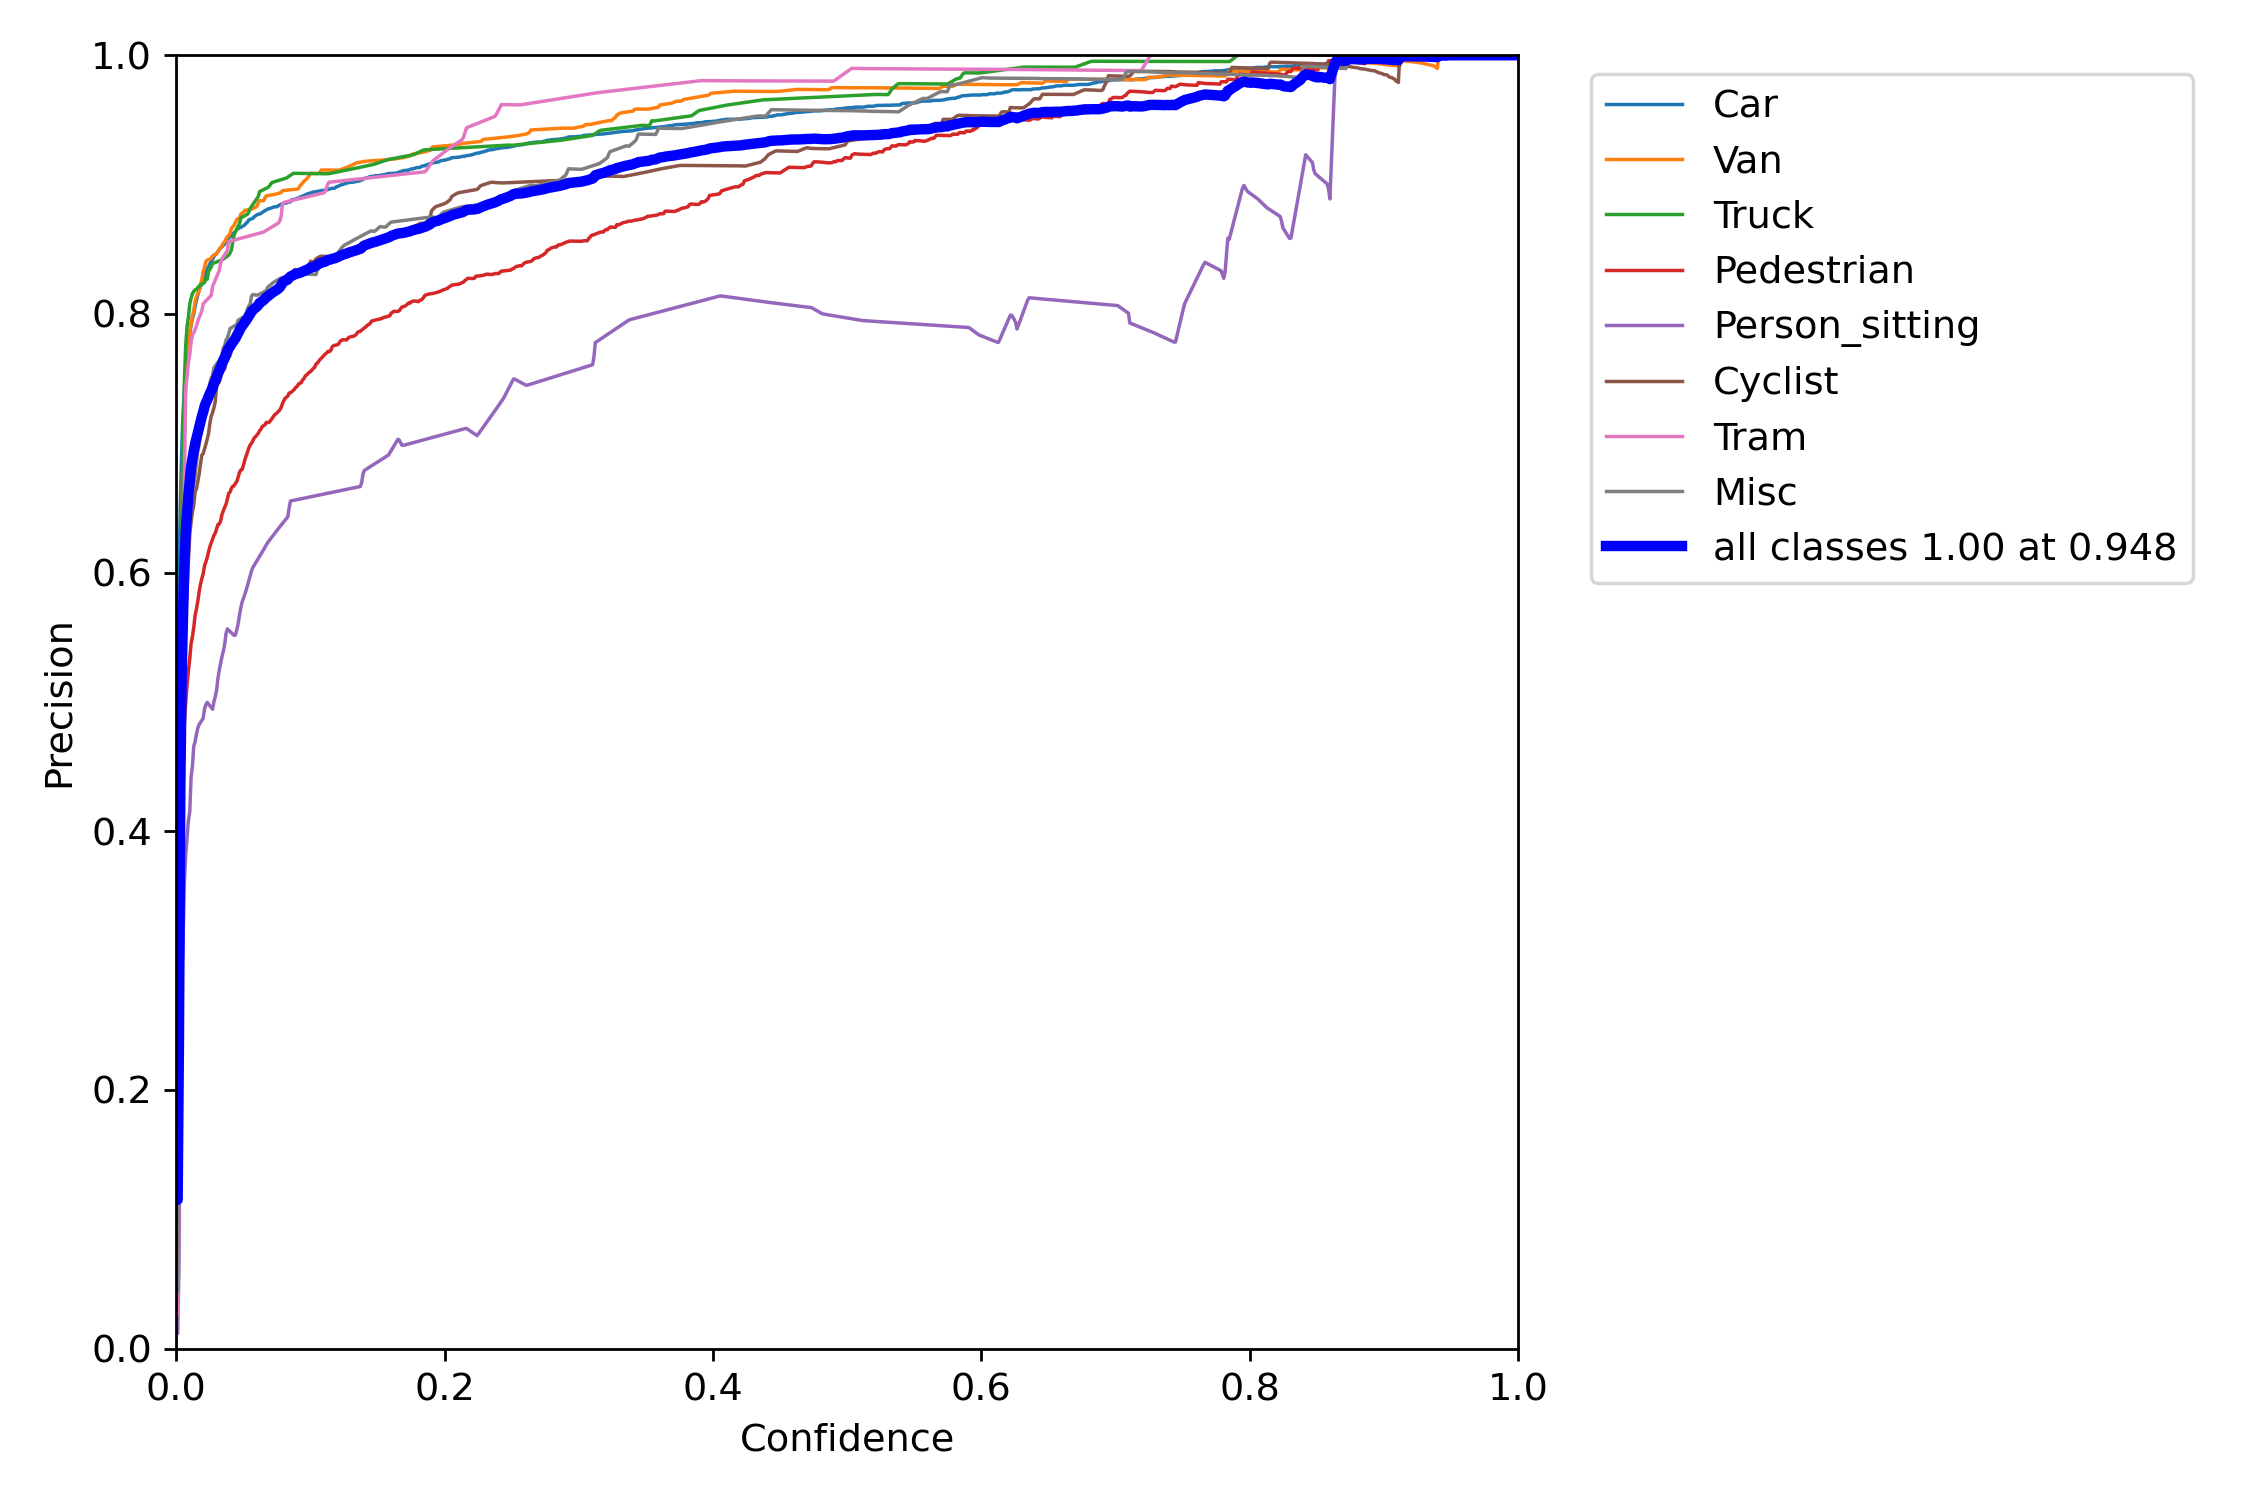 1.0
0.8
0.6
0.4
0.2
0.0
Precision
0.0 0.2 0.4 0.6 0.8 1.0
Confidence
Car
Van
Truck
Pedestrian
Person_sitting
Cyclist
Tram
Misc
all classes 1.00 at 0.948